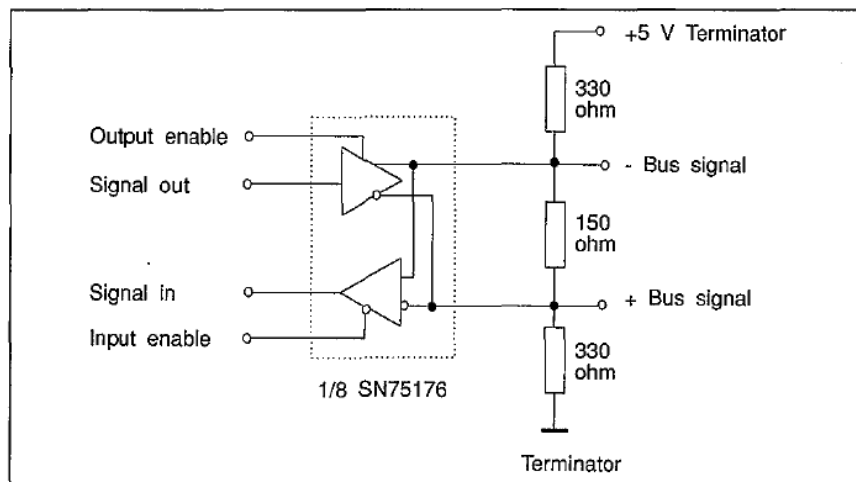 +5 V Terminator
330
ohm
Output enable
- Bus signal
Signal out
150
ohm
Signal in
+ Bus signal
Input enable
330
ohm
1/8 SN75176
Terminator